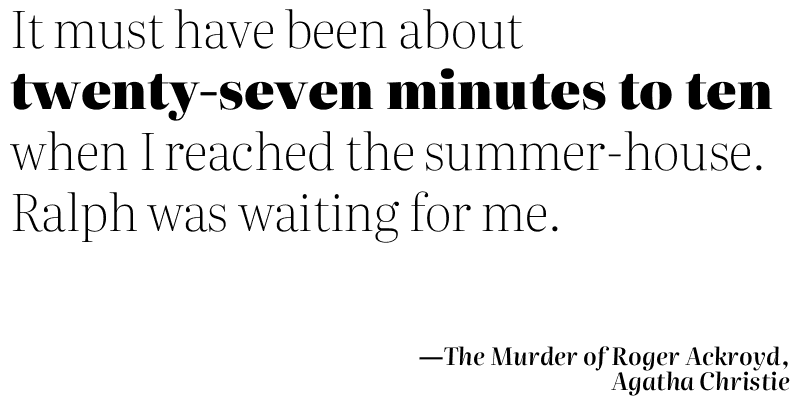 It must have been about
twenty-seven minutes to ten
when I reached the summer-house.
Ralph was waiting for me.
—The Murder of Roger Ackroyd,
Agatha Christie